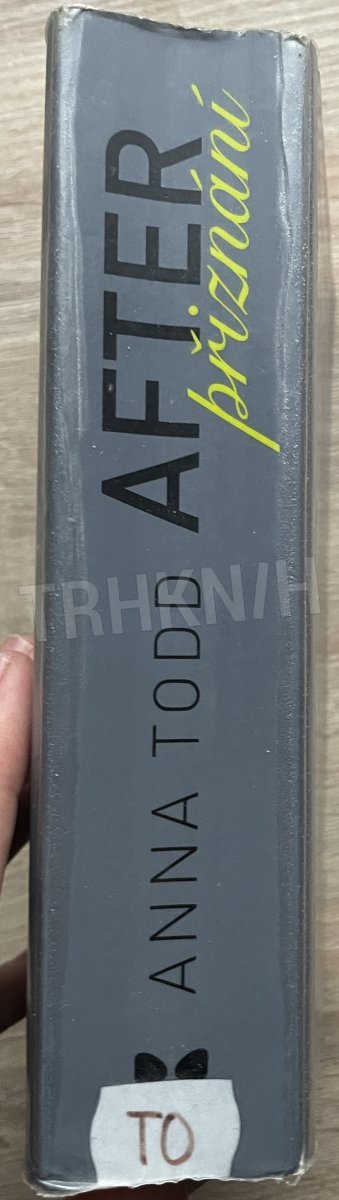 ANNA TODD AFTER
přiznání
TO
TRHKNIH